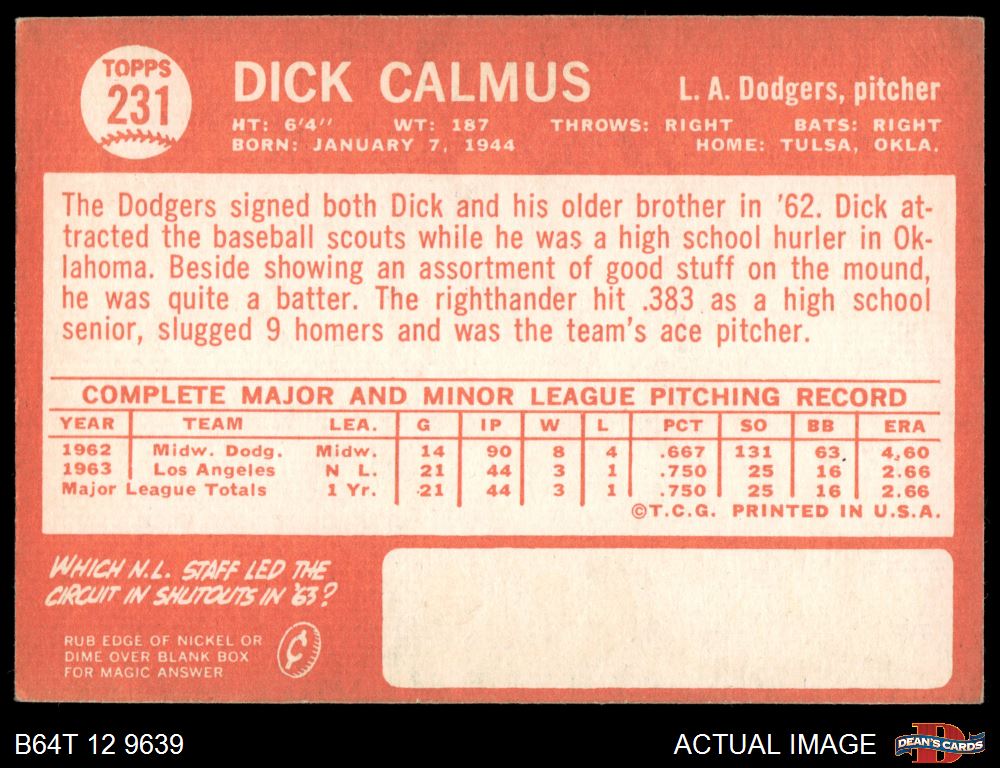 TOPPS
231
DICK CALMUS
L. A. Dodgers, pitcher
HT: 6'4" WT: 187 THROWS: RIGHT BATS: RIGHT
BORN: JANUARY 7, 1944 HOME: TULSA, OKLA.
The Dodgers signed both Dick and his older brother in '62. Dick at-
tracted the baseball scouts while he was a high school hurler in Ok-
lahoma. Beside showing an assortment of good stuff on the mound,
he was quite a batter. The righthander hit .383 as a high school
senior, slugged 9 homers and was the team's ace pitcher.
COMPLETE MAJOR AND MINOR LEAGUE PITCHING RECORD
YEAR TEAM LEA. G IP W L PCT SO BB ERA
1962 Midw. Dodg. Midw. 14 90 8 4 .667 131 63 4.60
1963 Los Angeles N L. 21 44 3 1 .750 25 16 2.66
Major League Totals 1 Yr. 21 44 3 1 .750 25 16 2.66
©T.C.G. PRINTED IN U.S.A.
WHICH N.L. STAFF LED THE
CIRCUIT IN SHUTOUTS IN '63?
RUB EDGE OF NICKEL OR
DIME OVER BLANK BOX
FOR MAGIC ANSWER
¢
B64T 12 9639
ACTUAL IMAGE
D
DEAN'S CARDS